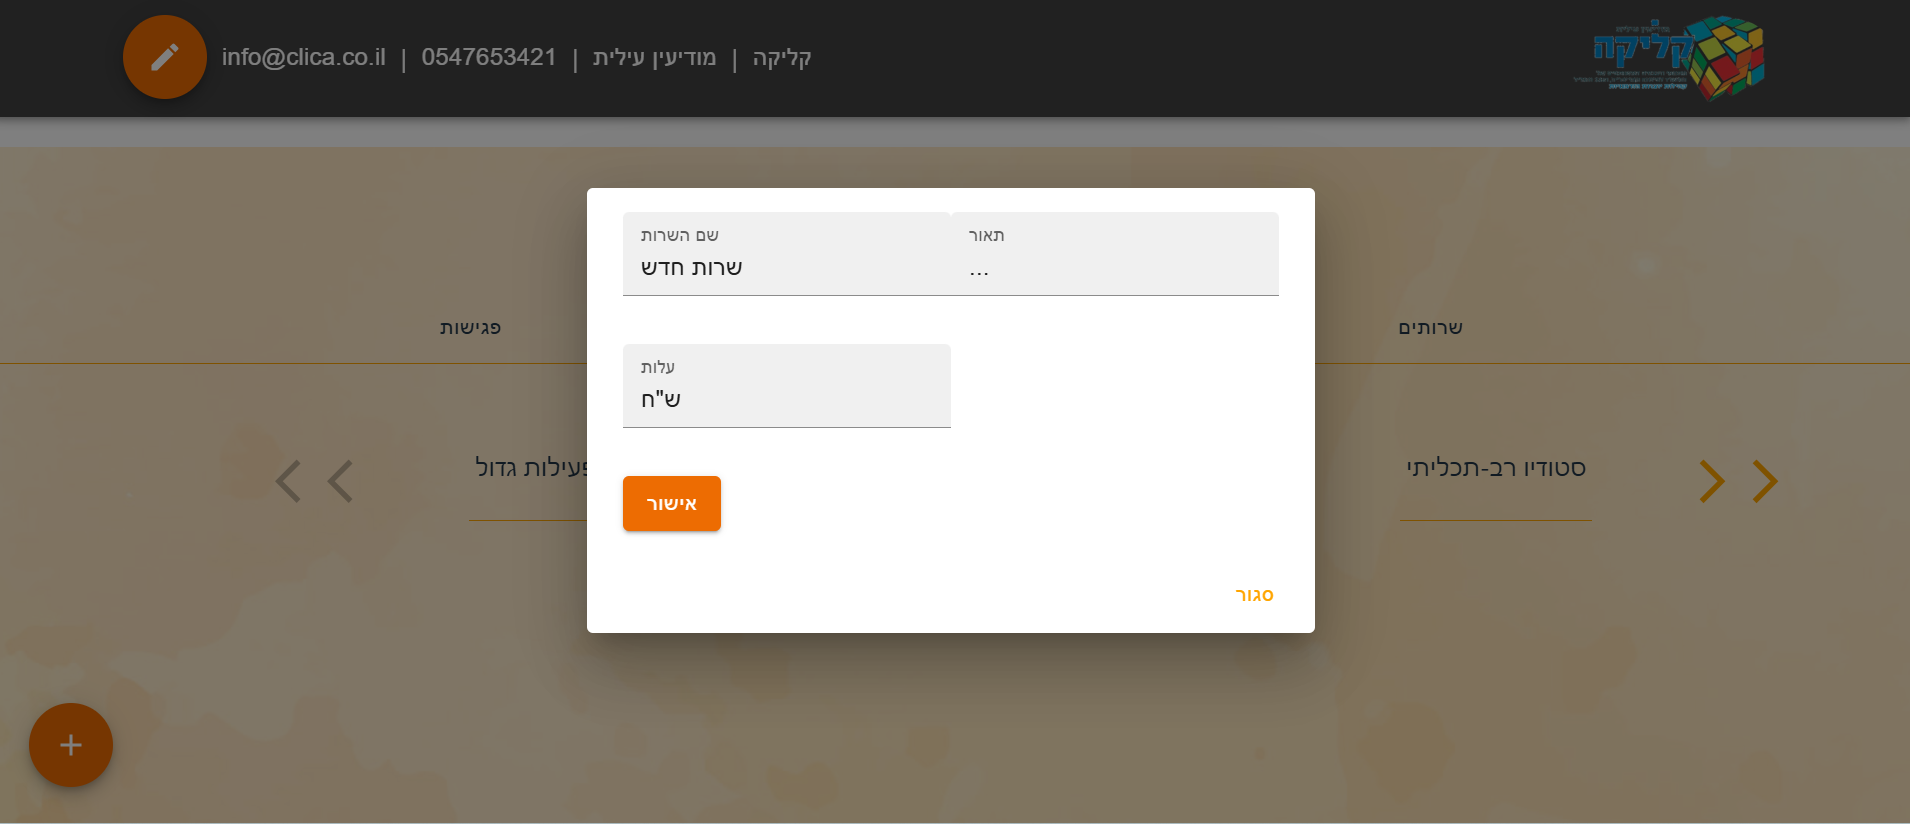 קליקה | מודיעין עילית | 0547653421 | info@clica.co.il
קליקה
שרותים
פגישות
סטודיו רב-תכליתי
פעילות גדול
שם השרות
שרות חדש
תאור
...
עלות
ש"ח
אישור
סגור